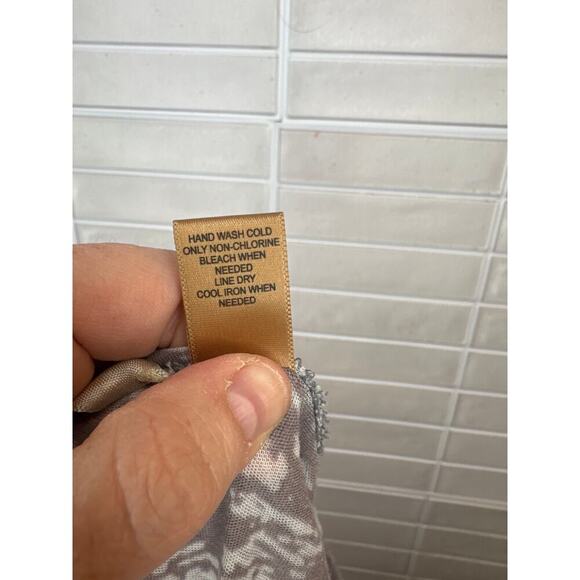 HAND WASH COLD
ONLY NON-CHLORINE
BLEACH WHEN
NEEDED
LINE DRY
COOL IRON WHEN
NEEDED